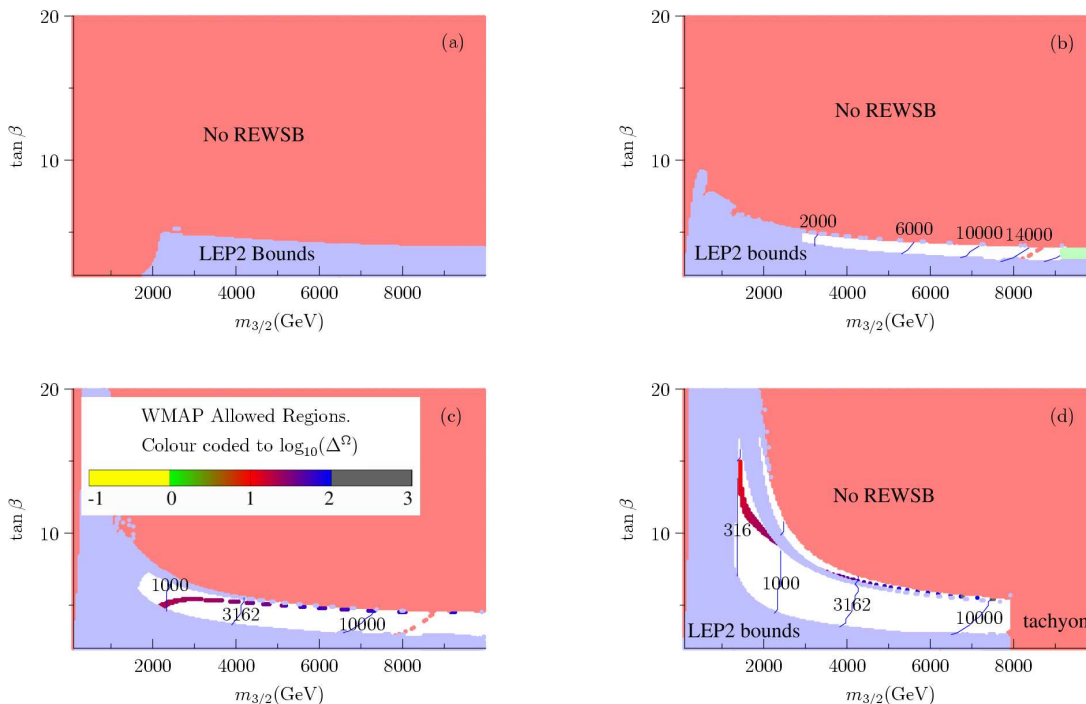 20
(a)
No REWSB
tan β
10
LEP2 Bounds
2000 4000 6000 8000
m3/2(GeV)
20
(b)
No REWSB
tan β
10
2000
6000
10000
14000
LEP2 bounds
2000 4000 6000 8000
m3/2(GeV)
20
(c)
WMAP Allowed Regions.
Colour coded to log10(ΔΩ)
-1 0 1 2 3
tan β
10
1000
3162
10000
2000 4000 6000 8000
m3/2(GeV)
20
(d)
No REWSB
tan β
10
316
1000
3162
10000
LEP2 bounds
tachyon
2000 4000 6000 8000
m3/2(GeV)